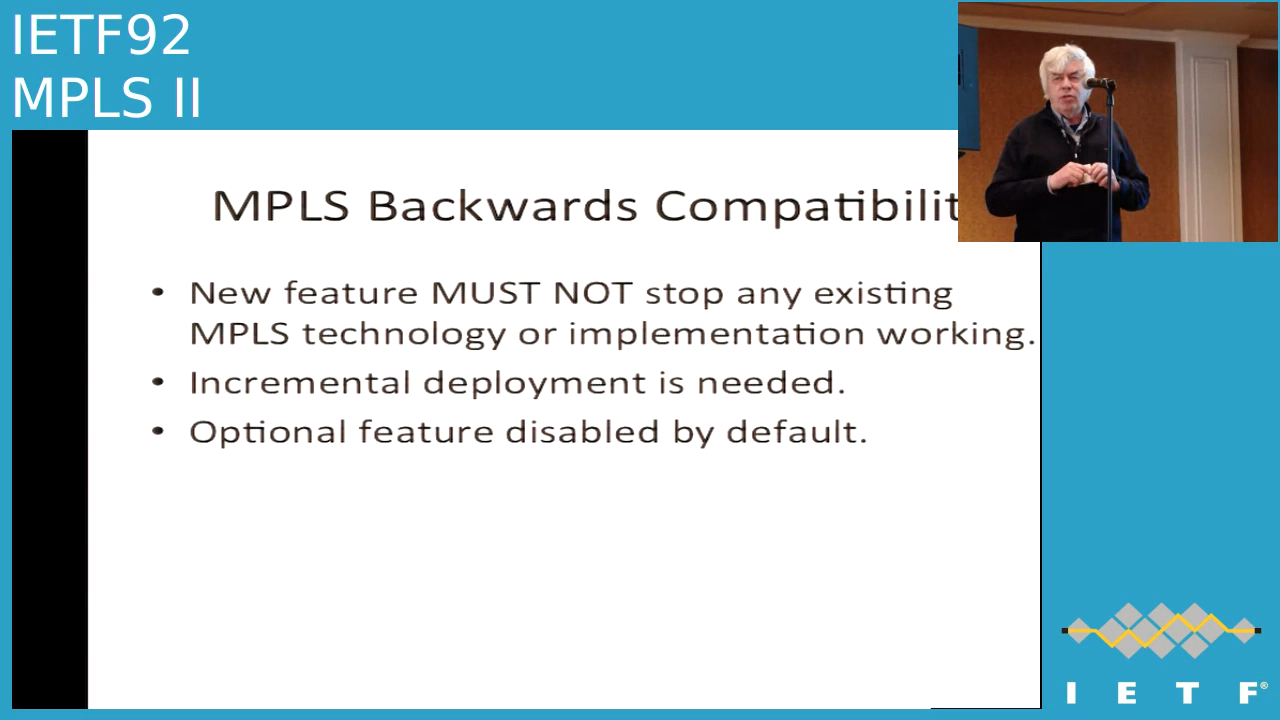 IETF92
MPLS II
MPLS Backwards Compatibilit
• New feature MUST NOT stop any existing
MPLS technology or implementation working.
• Incremental deployment is needed.
• Optional feature disabled by default.
I E T F®